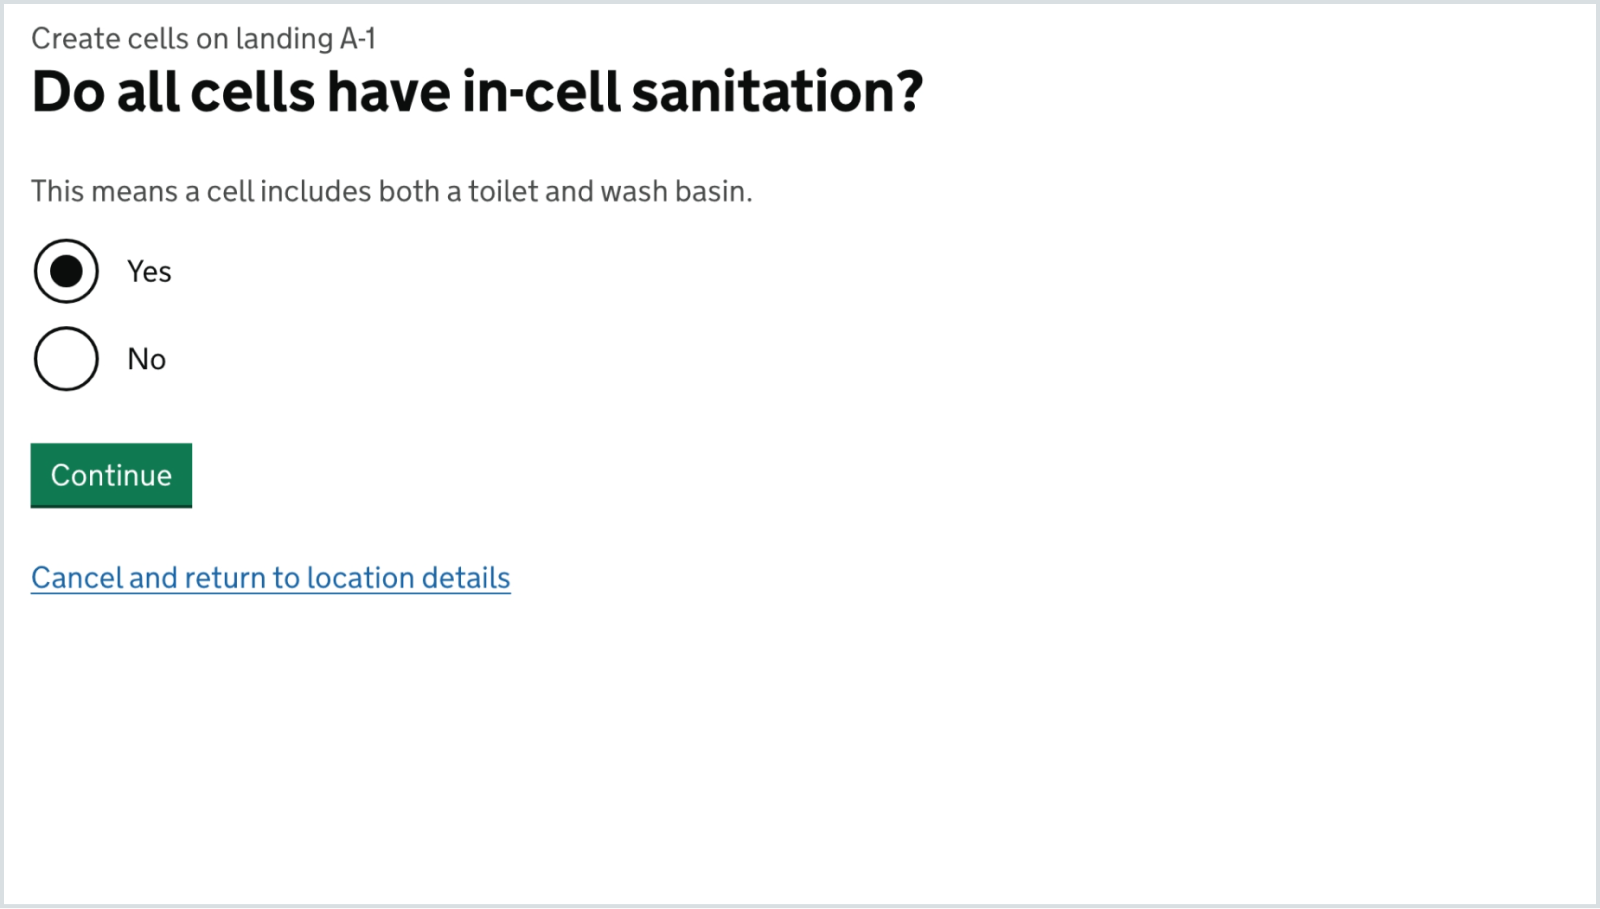 Create cells on landing A-1
Do all cells have in-cell sanitation?
This means a cell includes both a toilet and wash basin.
Yes
No
Continue
Cancel and return to location details